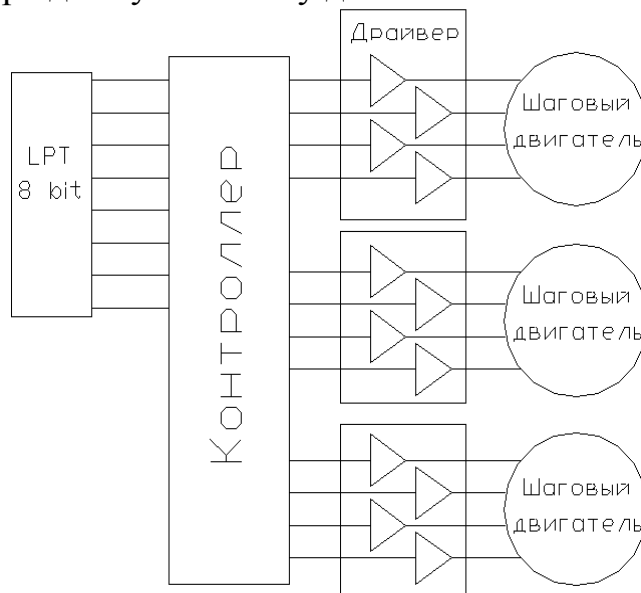 Драйвер
LPT
8 bit
Контроллер
Шаговый
двигатель
Шаговый
двигатель
Шаговый
двигатель